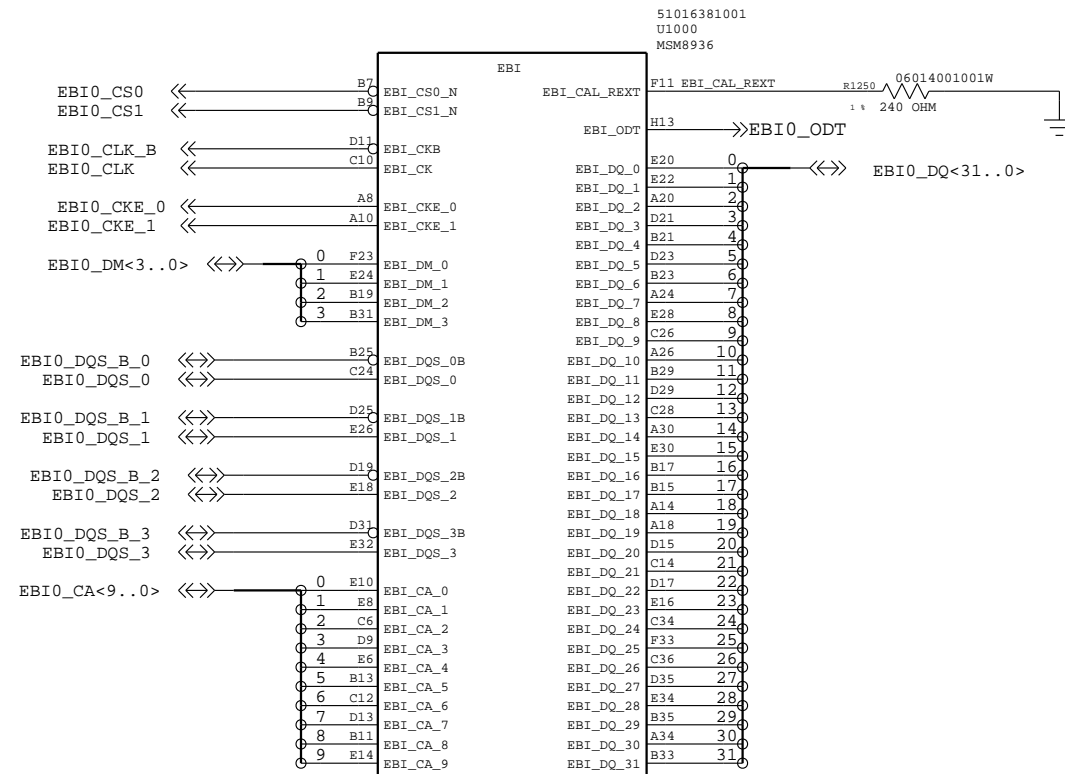 51016381001
U1000
MSM8936
EBI
EBI0_CS0 B7 EBI_CS0_N EBI_CAL_REXT F11 EBI_CAL_REXT R1250 06014001001W
EBI0_CS1 B9 EBI_CS1_N 1 % 240 OHM
EBI_ODT H13 EBI0_ODT
EBI0_CLK_B D11 EBI_CKB
EBI0_CLK C10 EBI_CK EBI_DQ_0 E20 0 EBI0_DQ<31..0>
EBI_DQ_1 E22 1
EBI0_CKE_0 A8 EBI_CKE_0 EBI_DQ_2 A20 2
EBI0_CKE_1 A10 EBI_CKE_1 EBI_DQ_3 D21 3
EBI_DQ_4 B21 4
EBI0_DM<3..0> 0 F23 EBI_DM_0 EBI_DQ_5 D23 5
1 E24 EBI_DM_1 EBI_DQ_6 B23 6
2 B19 EBI_DM_2 EBI_DQ_7 A24 7
3 B31 EBI_DM_3 EBI_DQ_8 E28 8
EBI_DQ_9 C26 9
EBI0_DQS_B_0 B25 EBI_DQS_0B EBI_DQ_10 A26 10
EBI0_DQS_0 C24 EBI_DQS_0 EBI_DQ_11 B29 11
EBI_DQ_12 D29 12
EBI0_DQS_B_1 D25 EBI_DQS_1B EBI_DQ_13 C28 13
EBI0_DQS_1 E26 EBI_DQS_1 EBI_DQ_14 A30 14
EBI_DQ_15 E30 15
EBI0_DQS_B_2 D19 EBI_DQS_2B EBI_DQ_16 B17 16
EBI0_DQS_2 E18 EBI_DQS_2 EBI_DQ_17 B15 17
EBI_DQ_18 A14 18
EBI0_DQS_B_3 D31 EBI_DQS_3B EBI_DQ_19 A18 19
EBI0_DQS_3 E32 EBI_DQS_3 EBI_DQ_20 D15 20
EBI_DQ_21 C14 21
EBI0_CA<9..0> 0 E10 EBI_CA_0 EBI_DQ_22 D17 22
1 E8 EBI_CA_1 EBI_DQ_23 E16 23
2 C6 EBI_CA_2 EBI_DQ_24 C34 24
3 D9 EBI_CA_3 EBI_DQ_25 F33 25
4 E6 EBI_CA_4 EBI_DQ_26 C36 26
5 B13 EBI_CA_5 EBI_DQ_27 D35 27
6 C12 EBI_CA_6 EBI_DQ_28 E34 28
7 D13 EBI_CA_7 EBI_DQ_29 B35 29
8 B11 EBI_CA_8 EBI_DQ_30 A34 30
9 E14 EBI_CA_9 EBI_DQ_31 B33 31